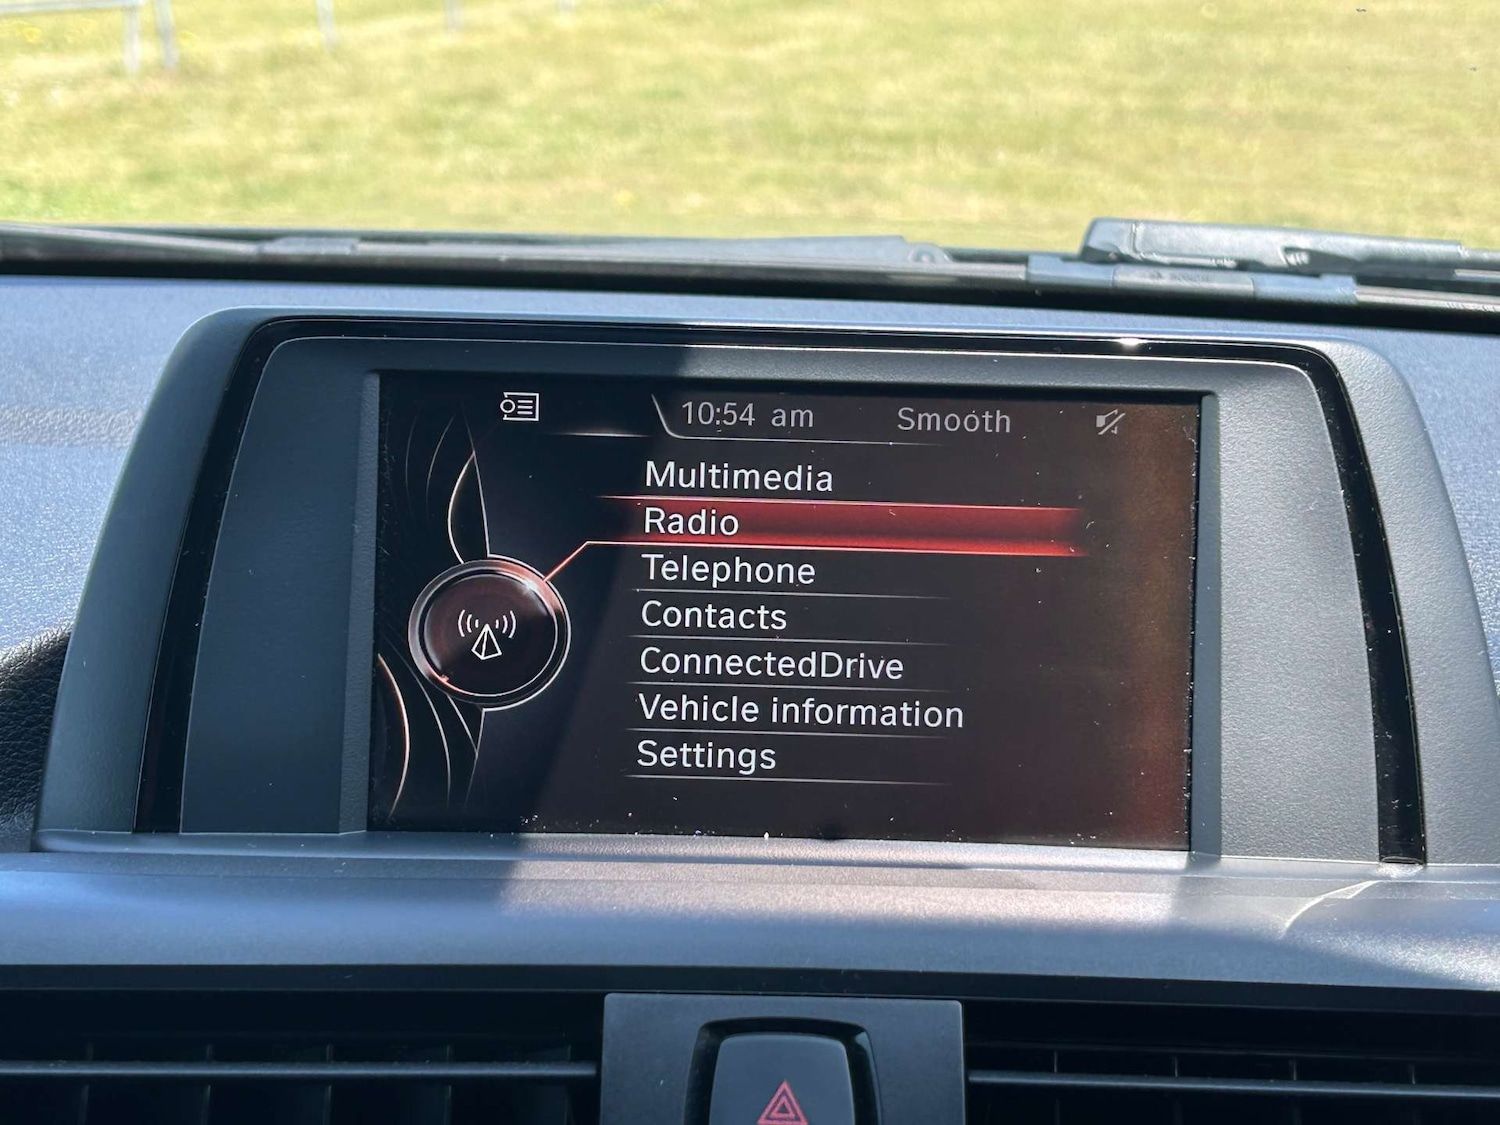 10:54 am Smooth
Multimedia
Radio
Telephone
Contacts
ConnectedDrive
Vehicle information
Settings